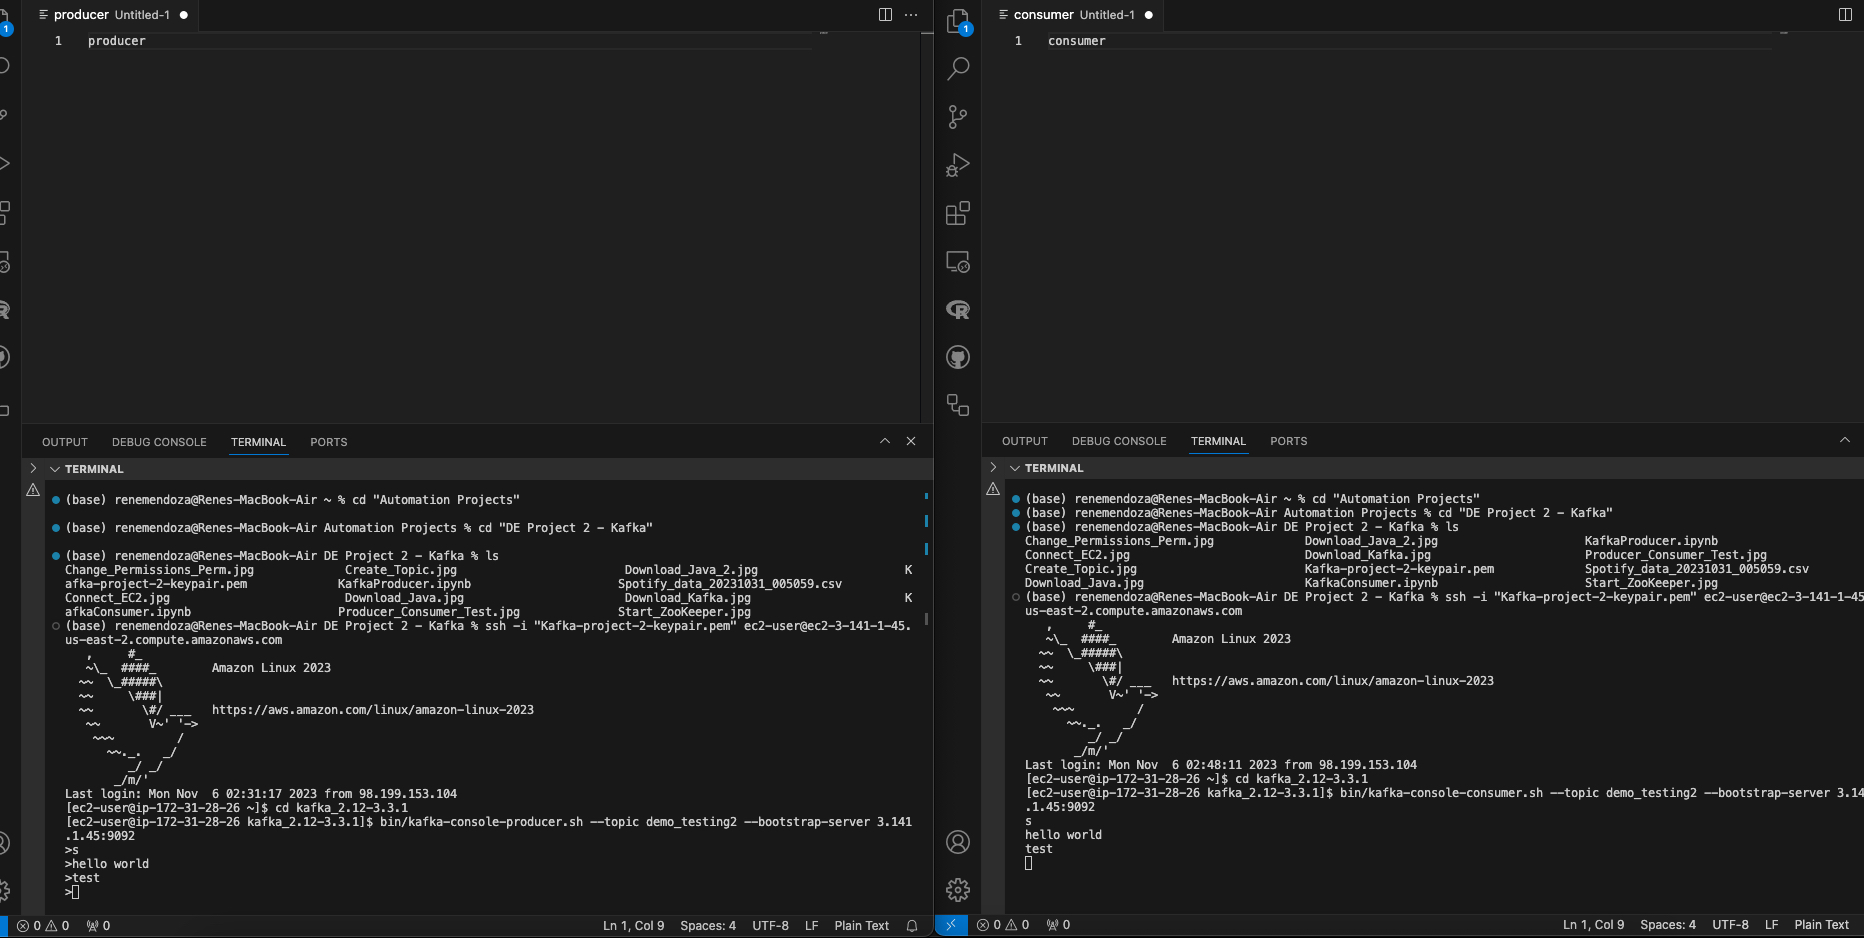 1
producer Untitled-1
1 producer
OUTPUT DEBUG CONSOLE TERMINAL PORTS
TERMINAL
(base) renemendoza@Renes-MacBook-Air ~ % cd "Automation Projects"
(base) renemendoza@Renes-MacBook-Air Automation Projects % cd "DE Project 2 - Kafka"
(base) renemendoza@Renes-MacBook-Air DE Project 2 - Kafka % ls
Change_Permissions_Perm.jpg Create_Topic.jpg Download_Java_2.jpg K
afka-project-2-keypair.pem KafkaProducer.ipynb Spotify_data_20231031_005059.csv
Connect_EC2.jpg Download_Java.jpg Download_Kafka.jpg K
afkaConsumer.ipynb Producer_Consumer_Test.jpg Start_ZooKeeper.jpg
(base) renemendoza@Renes-MacBook-Air DE Project 2 - Kafka % ssh -i "Kafka-project-2-keypair.pem" ec2-user@ec2-3-141-1-45.
us-east-2.compute.amazonaws.com
   ,     #_
   ~\_  ####_        Amazon Linux 2023
  ~~  \_#####\
  ~~     \###|
  ~~       \#/ ___   https://aws.amazon.com/linux/amazon-linux-2023
   ~~       V~' '->
    ~~~         /
      ~~._.   _/
         _/ _/
       _/m/'
Last login: Mon Nov  6 02:31:17 2023 from 98.199.153.104
[ec2-user@ip-172-31-28-26 ~]$ cd kafka_2.12-3.3.1
[ec2-user@ip-172-31-28-26 kafka_2.12-3.3.1]$ bin/kafka-console-producer.sh --topic demo_testing2 --bootstrap-server 3.141
.1.45:9092
>s
>hello world
>test
>
0 0 0 Ln 1, Col 9 Spaces: 4 UTF-8 LF Plain Text
1
consumer Untitled-1
1 consumer
OUTPUT DEBUG CONSOLE TERMINAL PORTS
TERMINAL
(base) renemendoza@Renes-MacBook-Air ~ % cd "Automation Projects"
(base) renemendoza@Renes-MacBook-Air Automation Projects % cd "DE Project 2 - Kafka"
(base) renemendoza@Renes-MacBook-Air DE Project 2 - Kafka % ls
Change_Permissions_Perm.jpg Download_Java_2.jpg KafkaProducer.ipynb
Connect_EC2.jpg Download_Kafka.jpg Producer_Consumer_Test.jpg
Create_Topic.jpg Kafka-project-2-keypair.pem Spotify_data_20231031_005059.csv
Download_Java.jpg KafkaConsumer.ipynb Start_ZooKeeper.jpg
(base) renemendoza@Renes-MacBook-Air DE Project 2 - Kafka % ssh -i "Kafka-project-2-keypair.pem" ec2-user@ec2-3-141-1-45
us-east-2.compute.amazonaws.com
   ,     #_
   ~\_  ####_        Amazon Linux 2023
  ~~  \_#####\
  ~~     \###|
  ~~       \#/ ___   https://aws.amazon.com/linux/amazon-linux-2023
   ~~       V~' '->
    ~~~         /
      ~~._.   _/
         _/ _/
       _/m/'
Last login: Mon Nov  6 02:48:11 2023 from 98.199.153.104
[ec2-user@ip-172-31-28-26 ~]$ cd kafka_2.12-3.3.1
[ec2-user@ip-172-31-28-26 kafka_2.12-3.3.1]$ bin/kafka-console-consumer.sh --topic demo_testing2 --bootstrap-server 3.14
.1.45:9092
s
hello world
test
0 0 0 Ln 1, Col 9 Spaces: 4 UTF-8 LF Plain Text